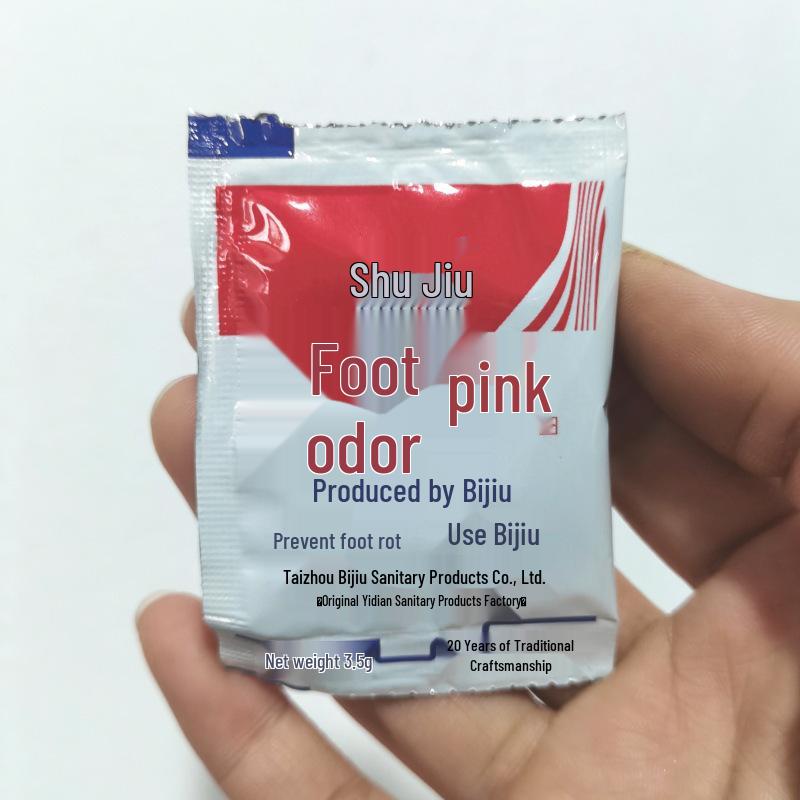 Shu Jiu
Foot pink
odor
Produced by Bijiu
Prevent foot rot Use Bijiu
Taizhou Bijiu Sanitary Products Co., Ltd.
Original Yidian Sanitary Products Factory
Net weight 3.5g
20 Years of Traditional
Craftsmanship